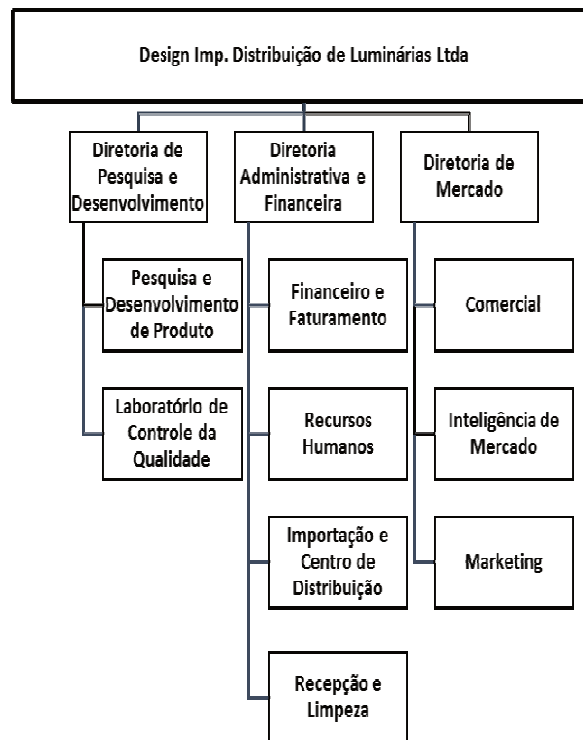 Design Imp. Distribuição de Luminárias Ltda
Diretoria de
Pesquisa e
Desenvolvimento
Diretoria
Administrativa e
Financeira
Diretoria de
Mercado
Pesquisa e
Desenvolvimento
de Produto
Financeiro e
Faturamento
Comercial
Laboratório de
Controle da
Qualidade
Recursos
Humanos
Inteligência de
Mercado
Importação e
Centro de
Distribuição
Marketing
Recepção e
Limpeza